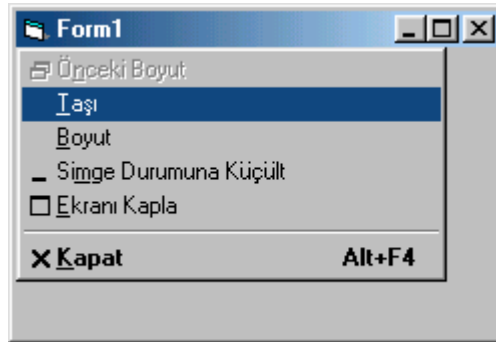 Form1
Önceki Boyut
Taşı
Boyut
Simge Durumuna Küçült
Ekranı Kapla
Kapat Alt+F4